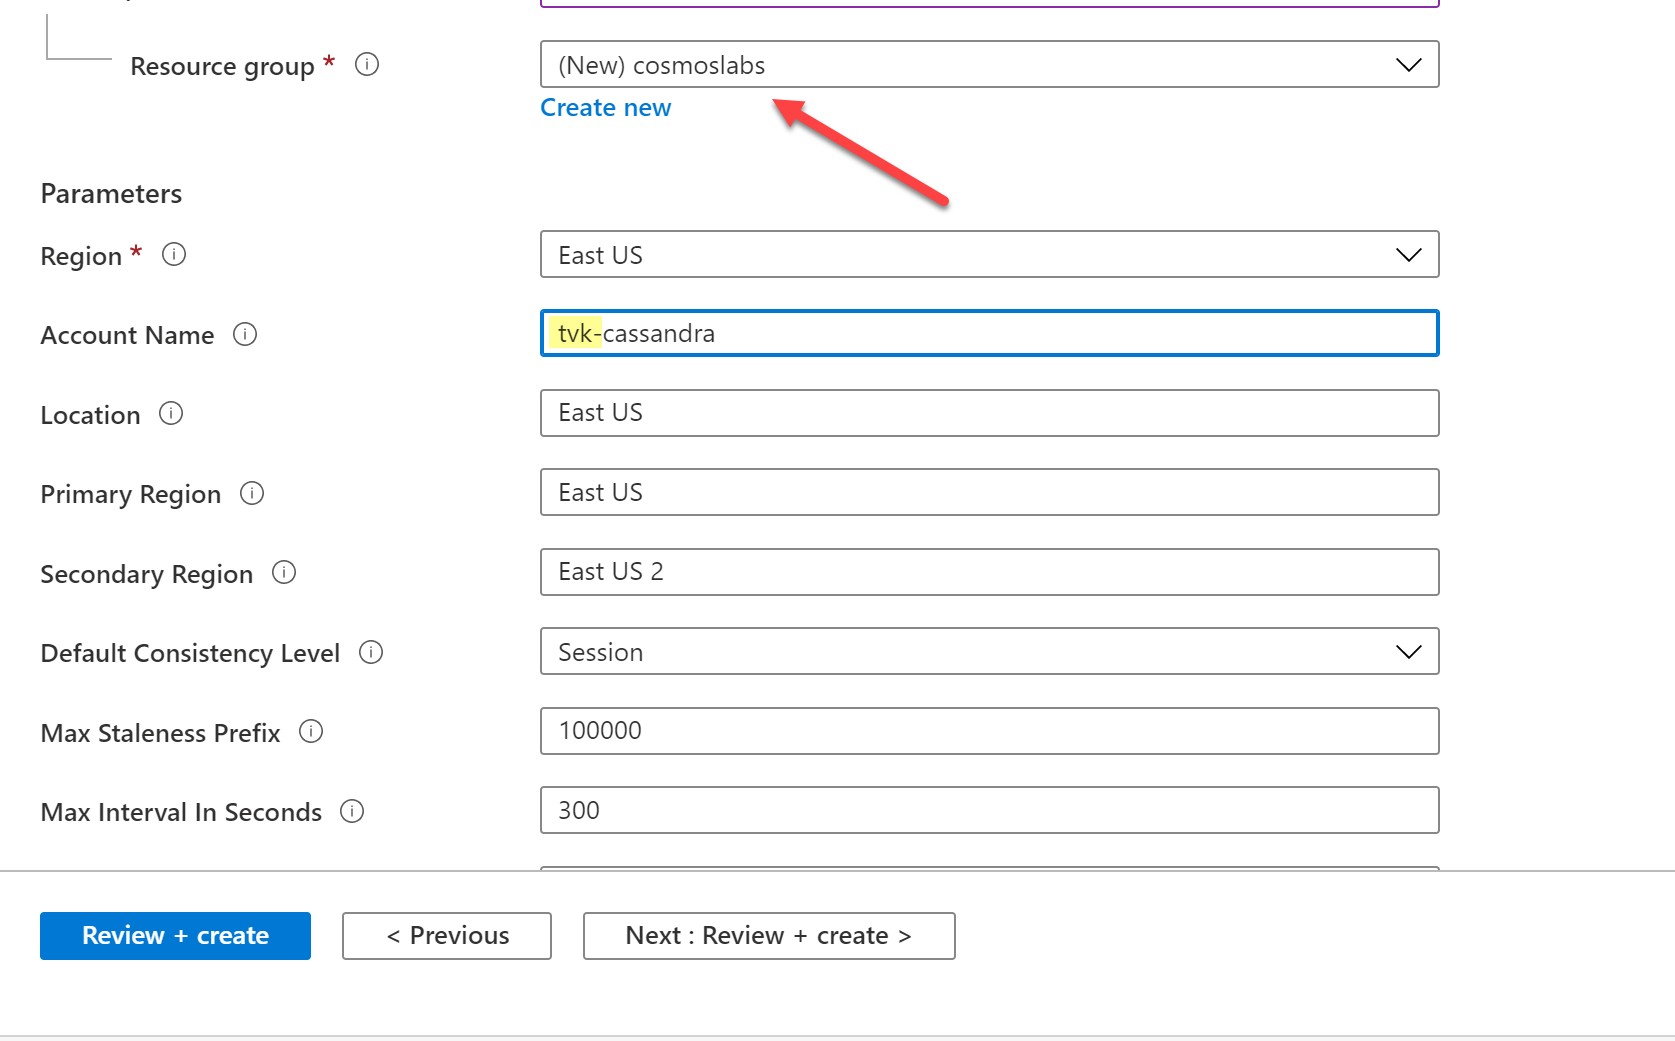 Resource group *
(New) cosmoslabs
Create new
Parameters
Region *
East US
Account Name
tvk-cassandra
Location
East US
Primary Region
East US
Secondary Region
East US 2
Default Consistency Level
Session
Max Staleness Prefix
100000
Max Interval In Seconds
300
Review + create
< Previous
Next : Review + create >